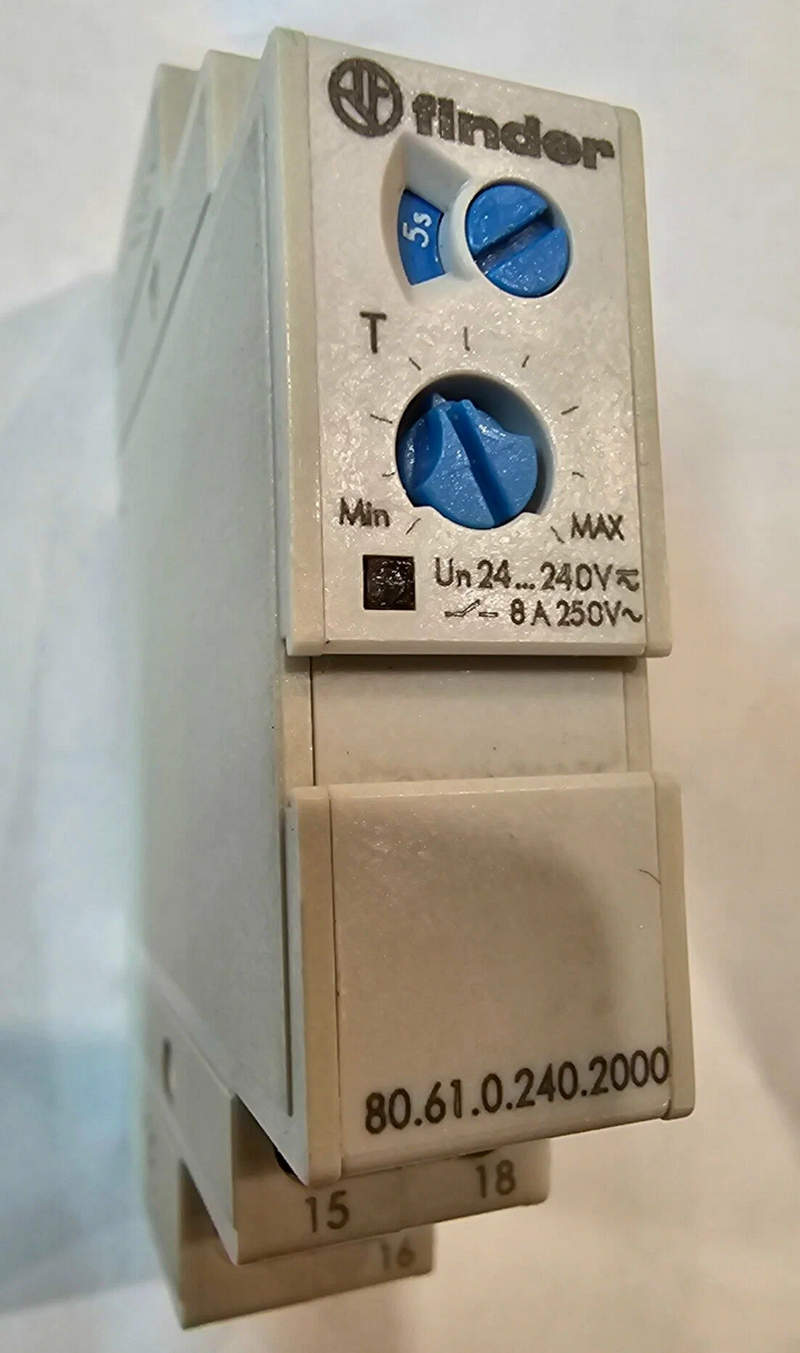 finder
5s
T
Min MAX
Un 24...240V
8 A 250V~
80.61.0.240.2000
15 18
16